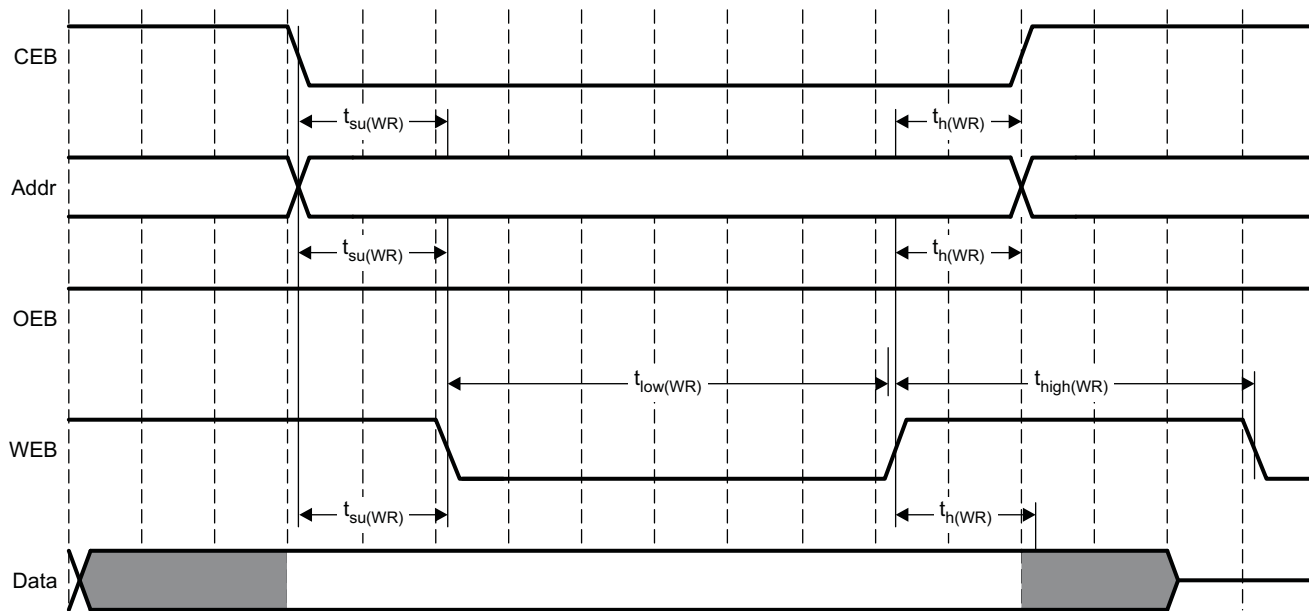 CEB
tsu(WR) th(WR)
Addr
tsu(WR) th(WR)
OEB
tlow(WR) thigh(WR)
WEB
tsu(WR) th(WR)
Data